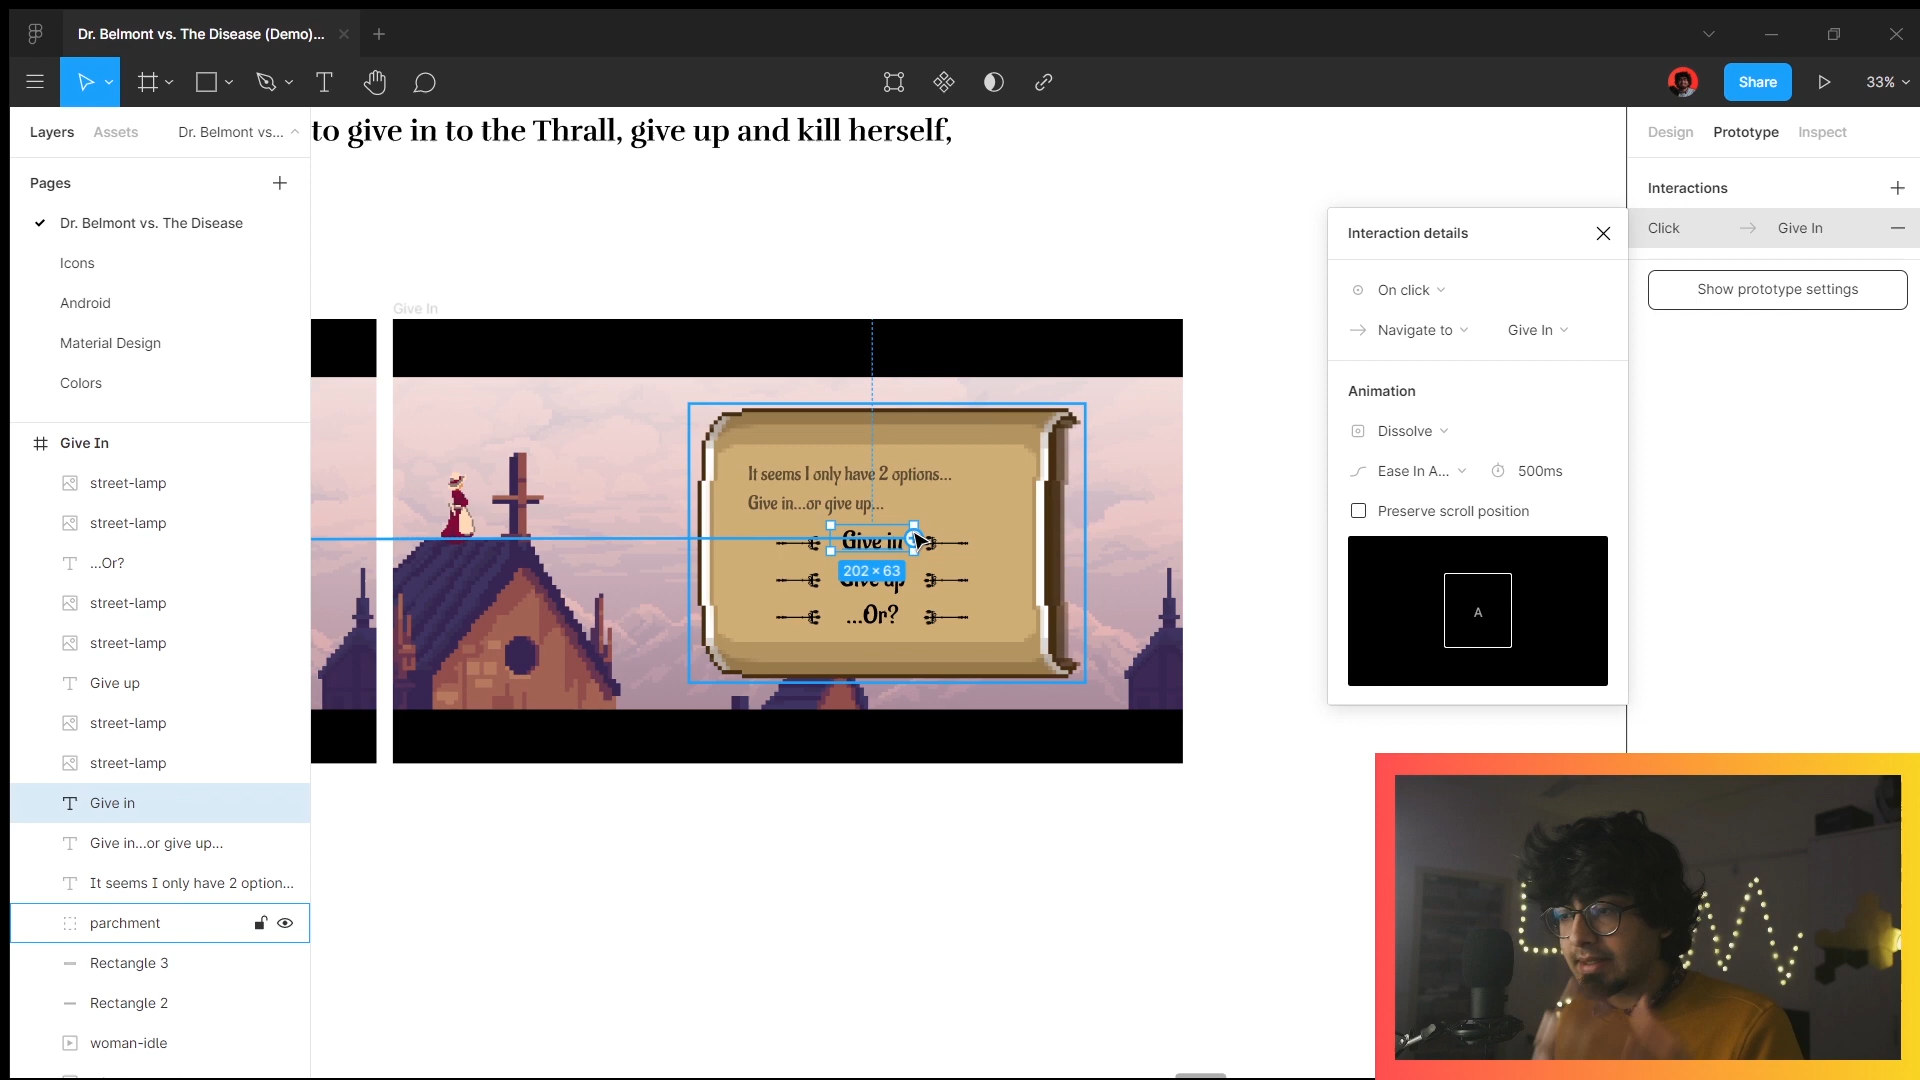 Dr. Belmont vs. The Disease (Demo)...
Share
33%
Layers
Assets
Dr. Belmont vs...
Pages
Dr. Belmont vs. The Disease
Icons
Android
Material Design
Colors
Give In
street-lamp
street-lamp
...Or?
street-lamp
street-lamp
Give up
street-lamp
street-lamp
Give in
Give in...or give up...
It seems I only have 2 option...
parchment
Rectangle 3
Rectangle 2
woman-idle
to give in to the Thrall, give up and kill herself,
Give In
It seems I only have 2 options...
Give in...or give up...
Give in
202 × 63
Give up
...Or?
Interaction details
On click
Navigate to
Give In
Animation
Dissolve
Ease In A...
500ms
Preserve scroll position
A
Design
Prototype
Inspect
Interactions
Click
Give In
Show prototype settings